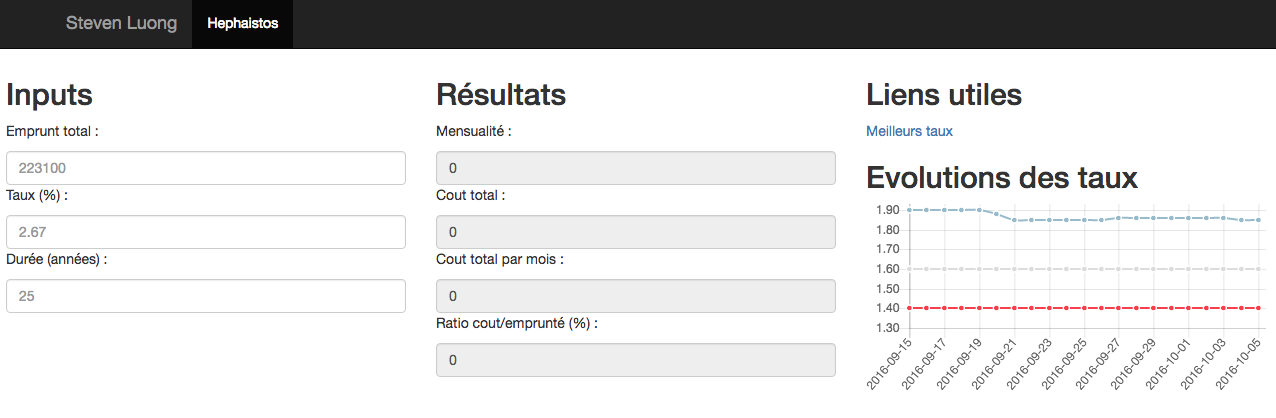 Steven Luong Hephaistos
Inputs
Emprunt total :
223100
Taux (%) :
2.67
Durée (années) :
25
Résultats
Mensualité :
0
Cout total :
0
Cout total par mois :
0
Ratio cout/emprunté (%) :
0
Liens utiles
Meilleurs taux
Evolutions des taux
1.90
1.80
1.70
1.60
1.50
1.40
1.30
2016-09-15
2016-09-17
2016-09-19
2016-09-21
2016-09-23
2016-09-25
2016-09-27
2016-09-29
2016-10-01
2016-10-03
2016-10-05